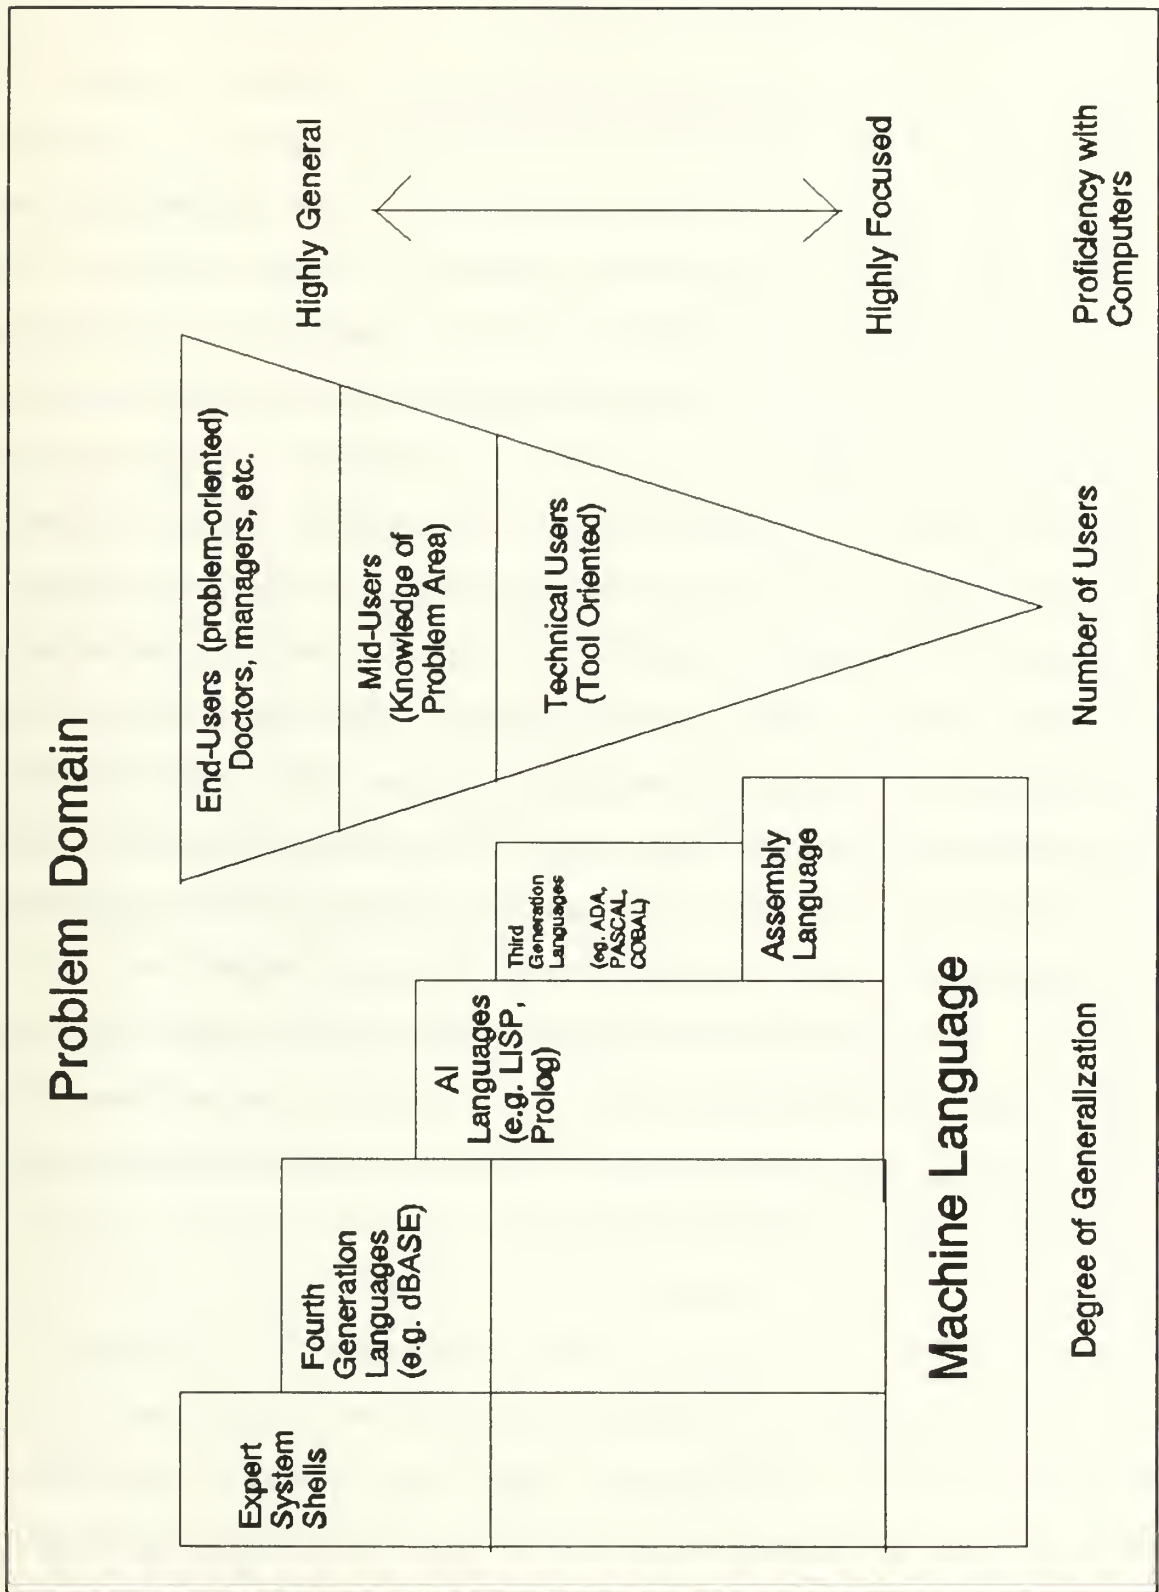 Problem Domain
Expert
System
Shells
Fourth
Generation
Languages
(e.g. dBASE)
AI
Languages
(e.g. LISP,
Prolog)
Third
Generation
Languages
(eg. ADA,
PASCAL,
COBAL)
Assembly
Language
Machine Language
Degree of Generalization
End-Users (problem-oriented)
Doctors, managers, etc.
Mid-Users
(Knowledge of
Problem Area)
Technical Users
(Tool Oriented)
Number of Users
Highly General
Highly Focused
Proficiency with
Computers